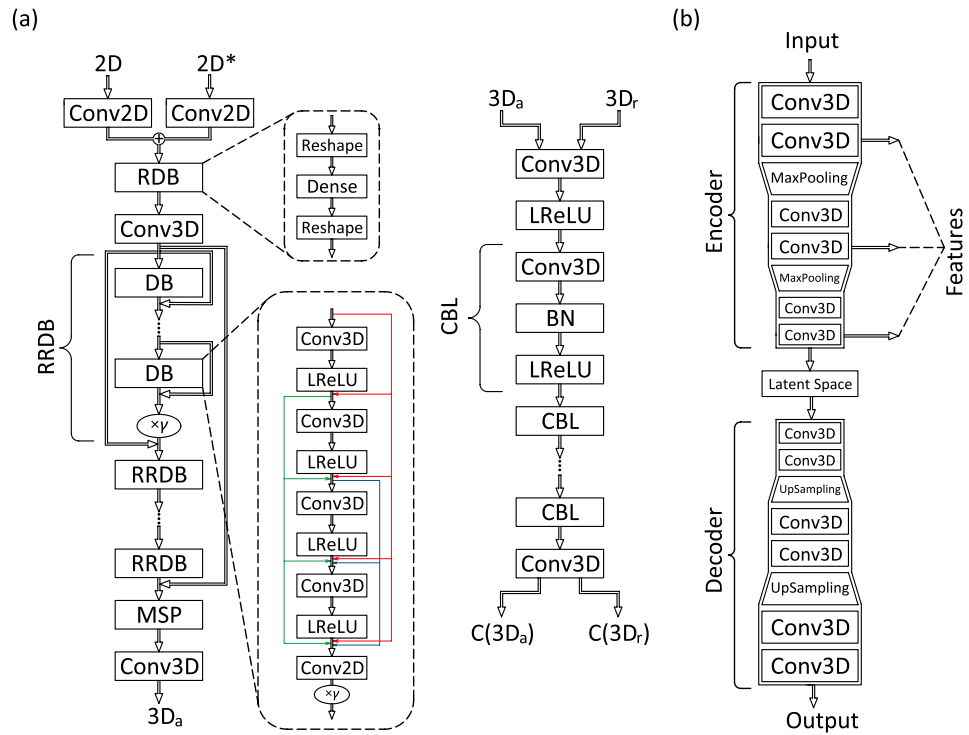 (a)
2D
2D*
Conv2D
Conv2D
+
RDB
Conv3D
RRDB
DB
DB
×γ
RRDB
RRDB
MSP
Conv3D
3Dₐ
Reshape
Dense
Reshape
Conv3D
LReLU
Conv3D
LReLU
Conv3D
LReLU
Conv3D
LReLU
Conv2D
×γ
3Dₐ
3Dᵣ
Conv3D
LReLU
CBL
Conv3D
BN
LReLU
CBL
CBL
Conv3D
C(3Dₐ)
C(3Dᵣ)
(b)
Input
Encoder
Conv3D
Conv3D
MaxPooling
Conv3D
Conv3D
MaxPooling
Conv3D
Conv3D
Features
Latent Space
Decoder
Conv3D
Conv3D
UpSampling
Conv3D
Conv3D
UpSampling
Conv3D
Conv3D
Output